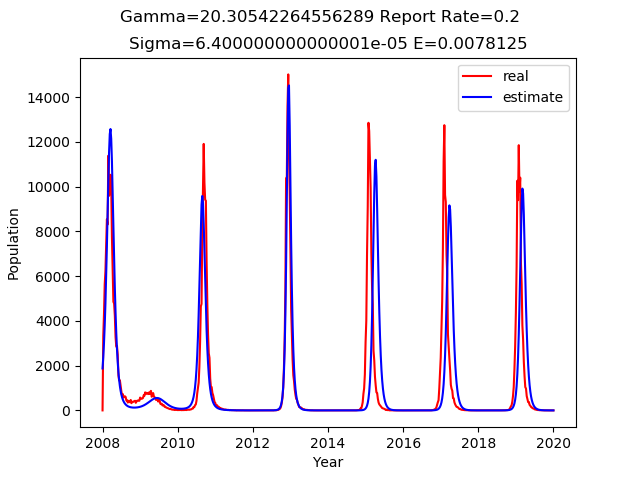 Gamma=20.30542264556289 Report Rate=0.2
Sigma=6.400000000000001e-05 E=0.0078125
real
estimate
14000
12000
10000
8000
6000
4000
2000
0
Population
2008 2010 2012 2014 2016 2018 2020
Year